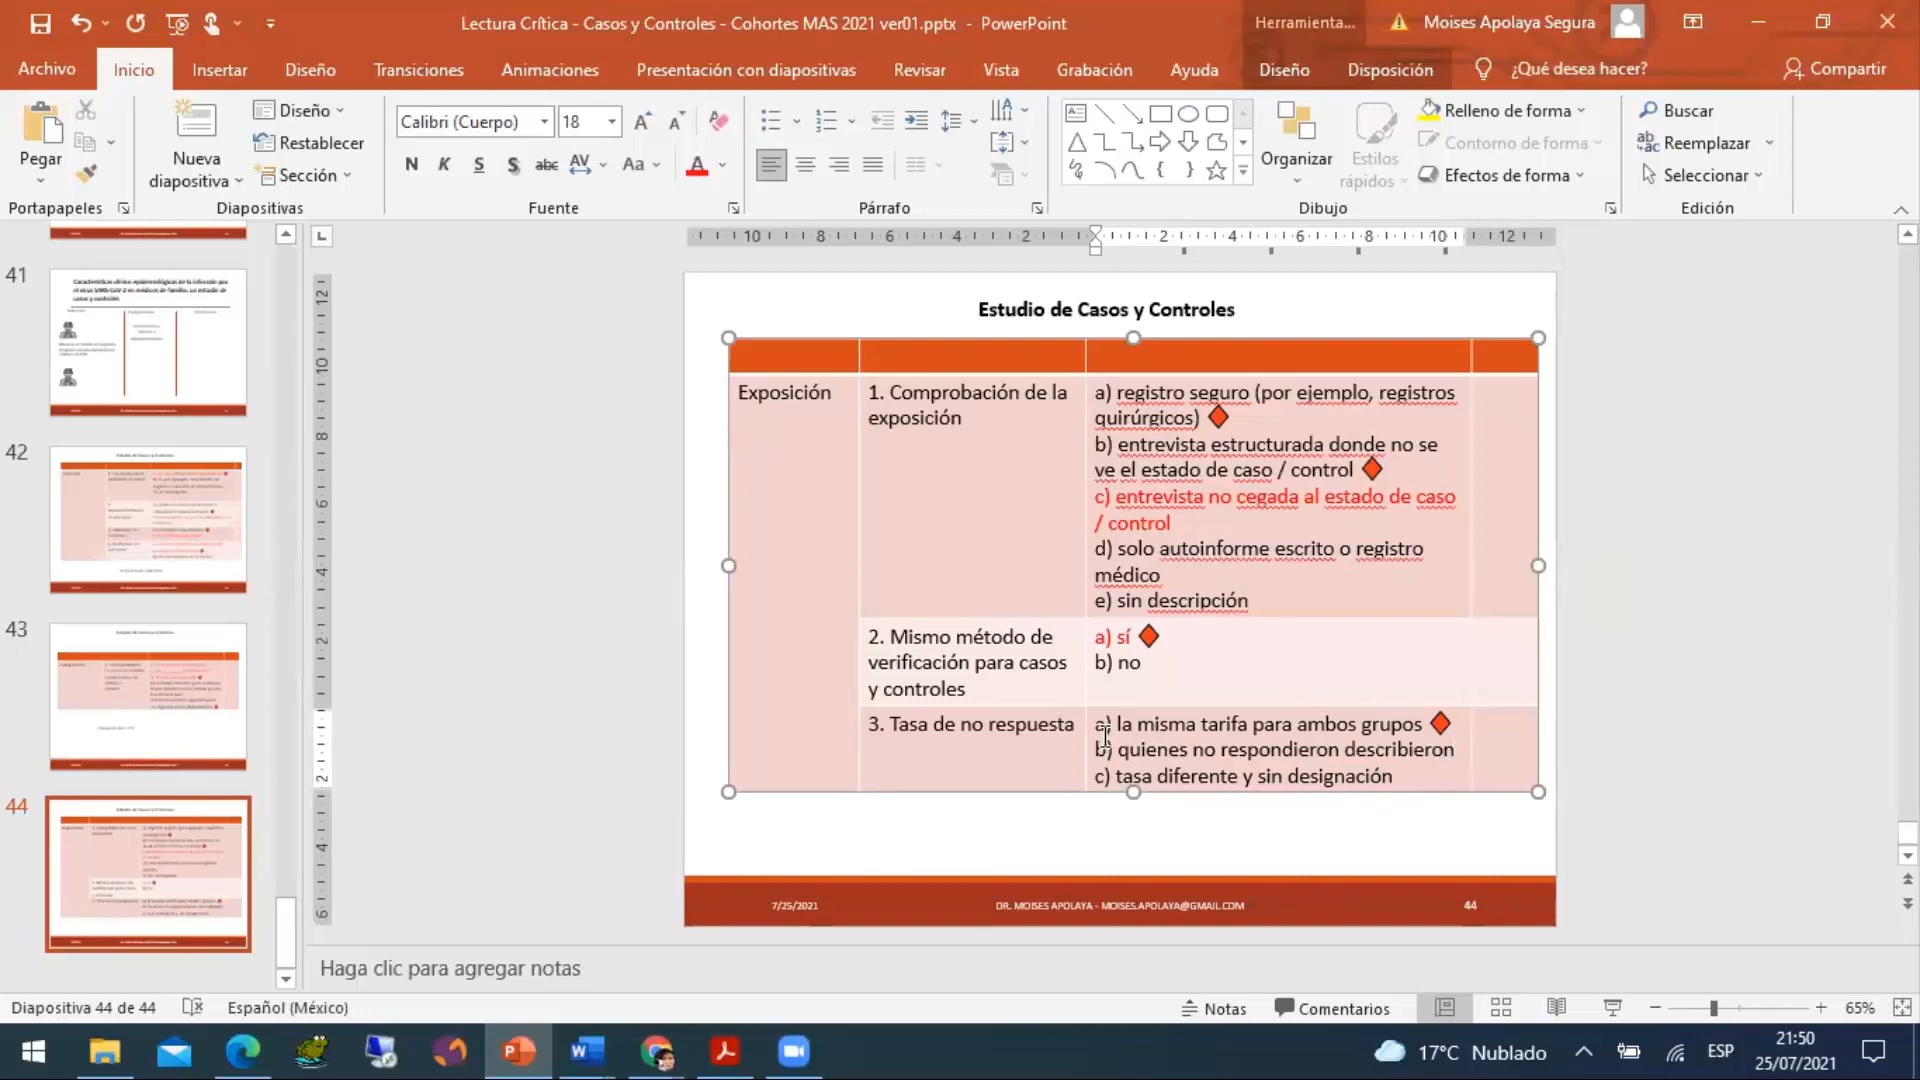 Lectura Crítica - Casos y Controles - Cohortes MAS 2021 ver01.pptx - PowerPoint
Herramienta...
Moises Apolaya Segura
Archivo
Inicio
Insertar
Diseño
Transiciones
Animaciones
Presentación con diapositivas
Revisar
Vista
Grabación
Ayuda
Diseño
Disposición
¿Qué desea hacer?
Compartir
Pegar
Nueva
diapositiva
Diseño
Restablecer
Sección
Calibri (Cuerpo)
18
N K S S abc AV Aa A
Organizar
Estilos
rápidos
Relleno de forma
Contorno de forma
Efectos de forma
Buscar
Reemplazar
Seleccionar
Portapapeles
Diapositivas
Fuente
Párrafo
Dibujo
Edición
41
42
43
44
Estudio de Casos y Controles
Exposición
1. Comprobación de la
exposición
a) registro seguro (por ejemplo, registros
quirúrgicos)
b) entrevista estructurada donde no se
ve el estado de caso / control
c) entrevista no cegada al estado de caso
/ control
d) solo autoinforme escrito o registro
médico
e) sin descripción
2. Mismo método de
verificación para casos
y controles
a) sí
b) no
3. Tasa de no respuesta
a) la misma tarifa para ambos grupos
b) quienes no respondieron describieron
c) tasa diferente y sin designación
7/25/2021
DR. MOISES APOLAYA - MOISES.APOLAYA@GMAIL.COM
44
Haga clic para agregar notas
Diapositiva 44 de 44
Español (México)
Notas
Comentarios
65%
17°C Nublado
ESP
21:50
25/07/2021